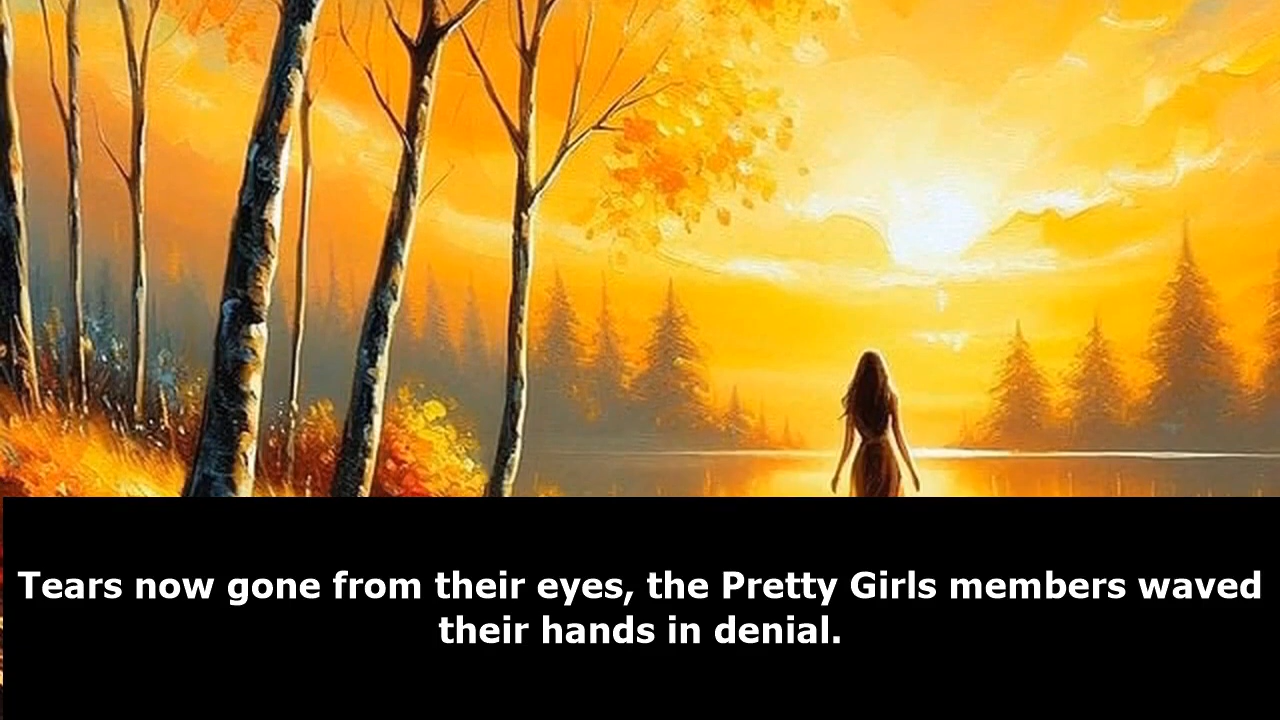 Tears now gone from their eyes, the Pretty Girls members waved
their hands in denial.